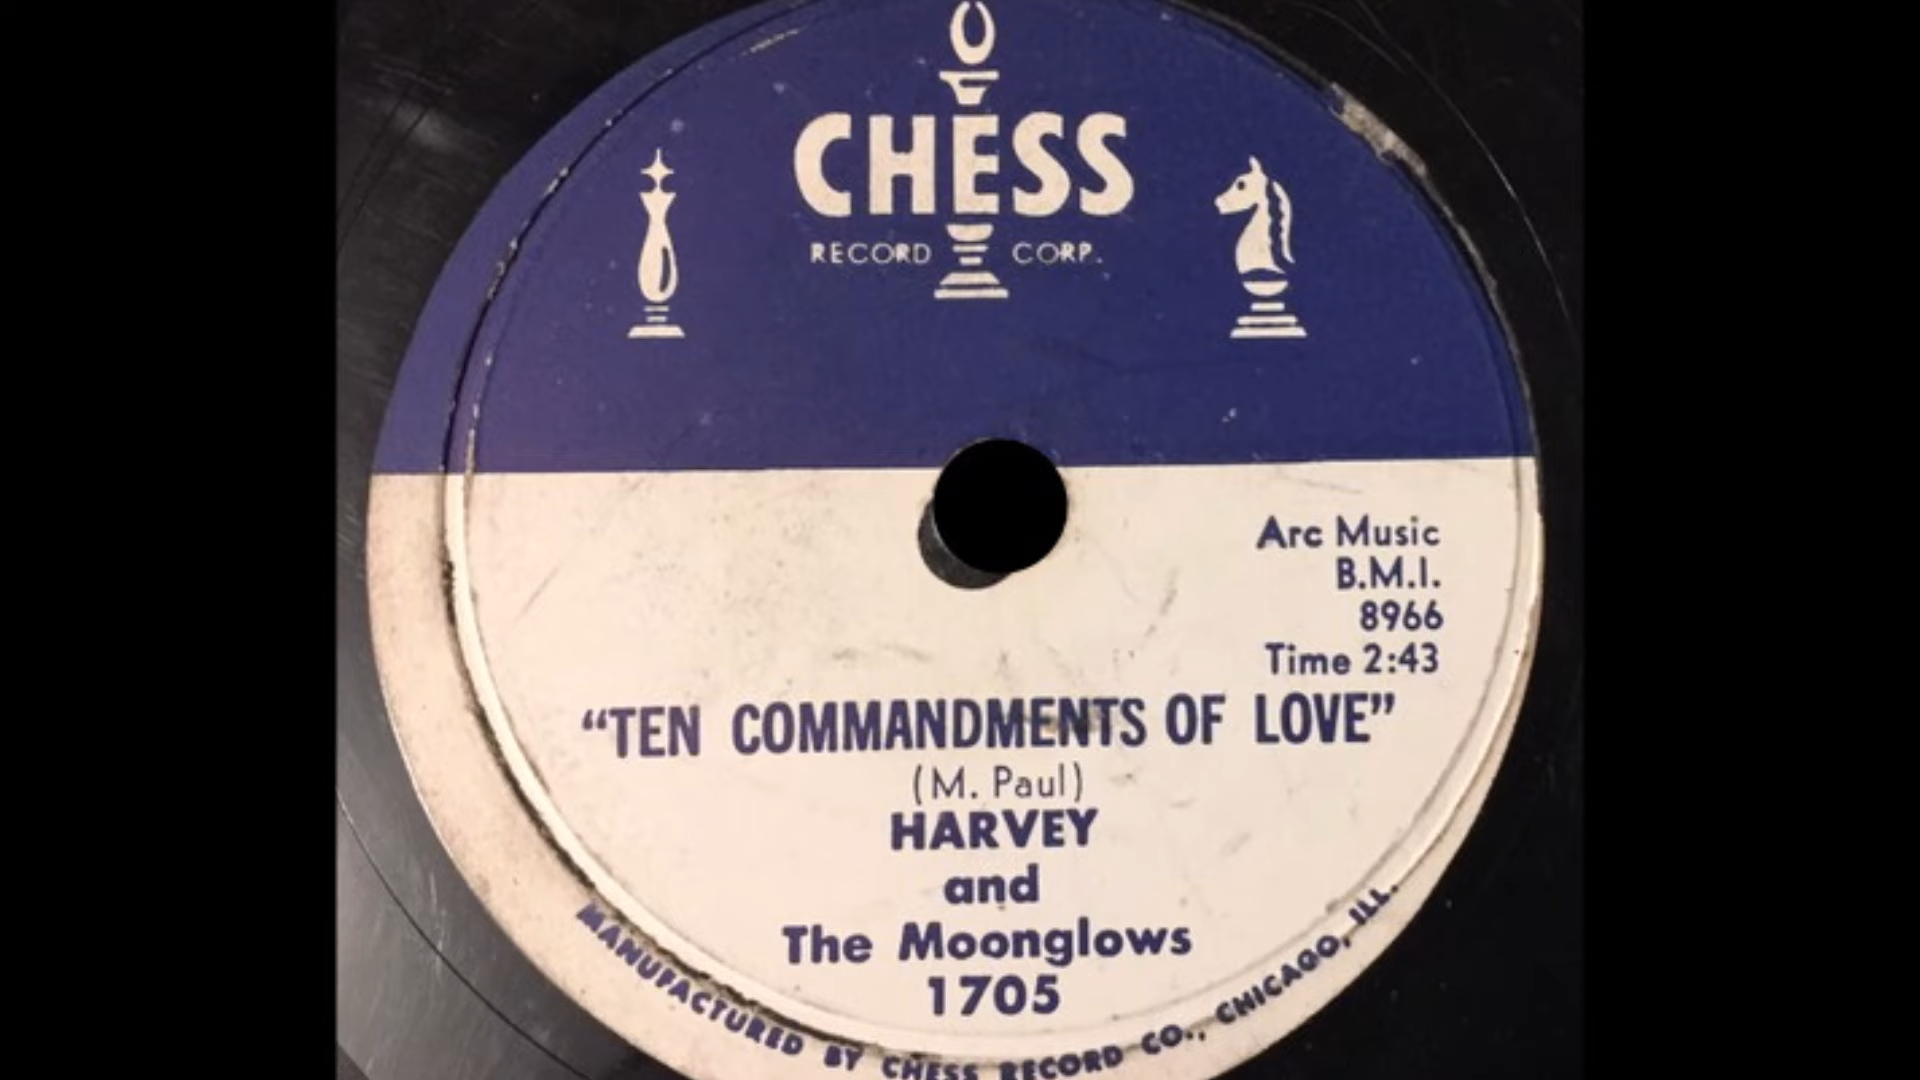 CHESS
RECORD CORP.
Arc Music
B.M.I.
8966
Time 2:43
“TEN COMMANDMENTS OF LOVE”
(M. Paul)
HARVEY
and
The Moonglows
1705
MANUFACTURED BY CHESS RECORD CO., CHICAGO, ILL.